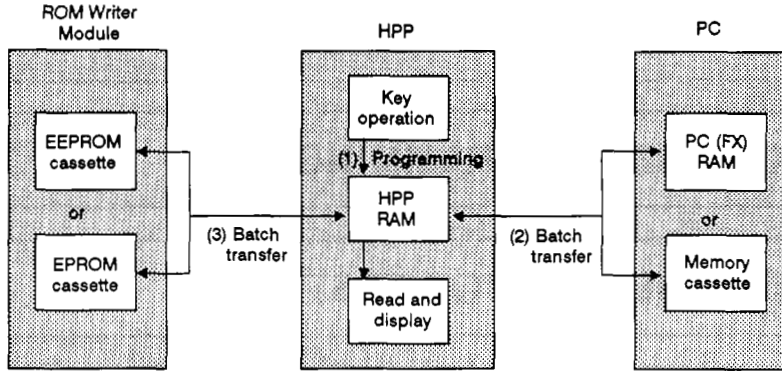 ROM Writer
Module
HPP
PC
Key
operation
EEPROM
cassette
(1) Programming
PC (FX)
RAM
HPP
RAM
or
or
(3) Batch
transfer
(2) Batch
transfer
EPROM
cassette
Memory
cassette
Read and
display